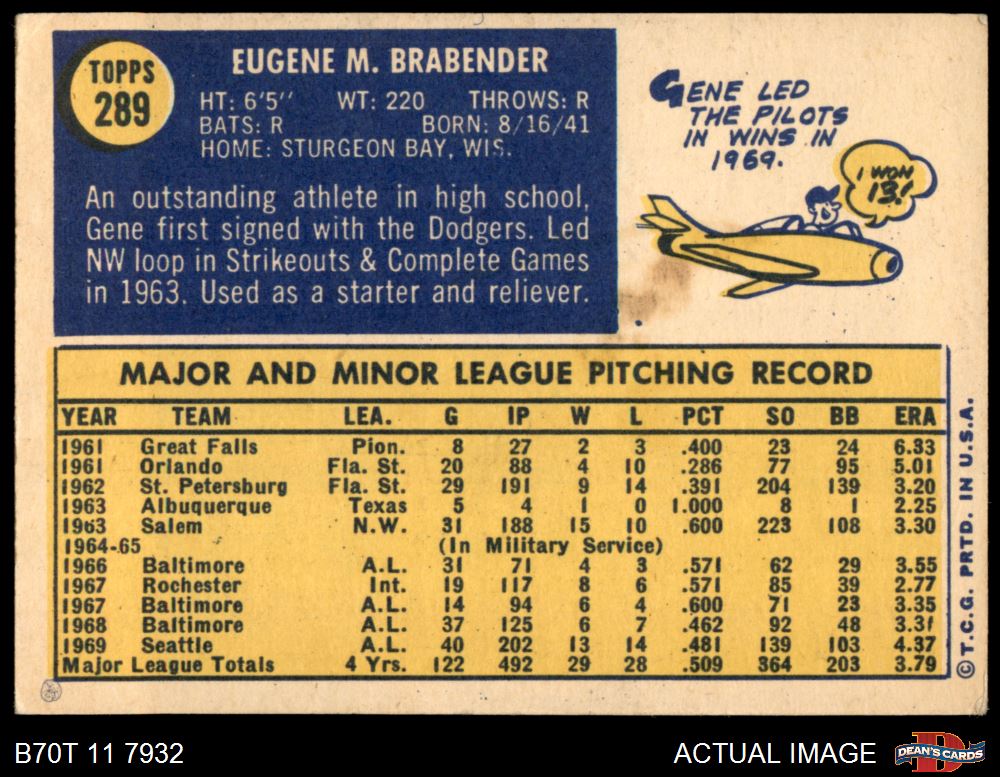 TOPPS
289
EUGENE M. BRABENDER
HT: 6'5'' WT: 220 THROWS: R
BATS: R BORN: 8/16/41
HOME: STURGEON BAY, WIS.
An outstanding athlete in high school,
Gene first signed with the Dodgers. Led
NW loop in Strikeouts & Complete Games
in 1963. Used as a starter and reliever.
GENE LED
THE PILOTS
IN WINS IN
1969.
I WON
13!
MAJOR AND MINOR LEAGUE PITCHING RECORD
YEAR TEAM LEA. G IP W L PCT SO BB ERA
1961 Great Falls Pion. 8 27 2 3 .400 23 24 6.33
1961 Orlando Fla. St. 20 88 4 10 .286 77 95 5.01
1962 St. Petersburg Fla. St. 29 191 9 14 .391 204 139 3.20
1963 Albuquerque Texas 5 4 1 0 1.000 8 1 2.25
1963 Salem N.W. 31 188 15 10 .600 223 108 3.30
1964-65 (In Military Service)
1966 Baltimore A.L. 31 71 4 3 .571 62 29 3.55
1967 Rochester Int. 19 117 8 6 .571 85 39 2.77
1967 Baltimore A.L. 14 94 6 4 .600 71 23 3.35
1968 Baltimore A.L. 37 125 6 7 .462 92 48 3.31
1969 Seattle A.L. 40 202 13 14 .481 139 103 4.37
Major League Totals 4 Yrs. 122 492 29 28 .509 364 203 3.79
© T.C.G. PRTD. IN U.S.A.
B70T 11 7932
ACTUAL IMAGE
DEAN'S CARDS